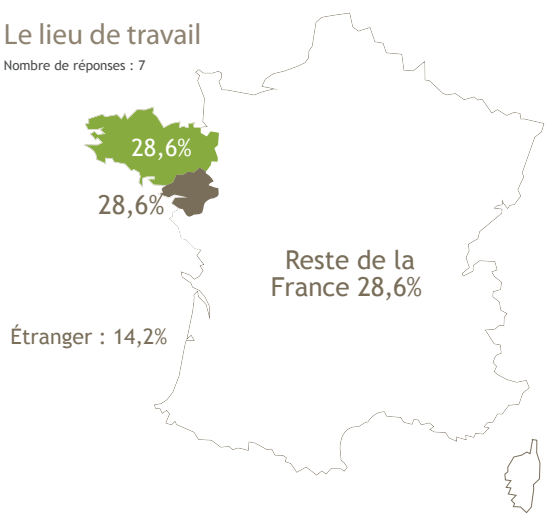 Le lieu de travail
Nombre de réponses : 7
28,6%
28,6%
Reste de la
France 28,6%
Étranger : 14,2%